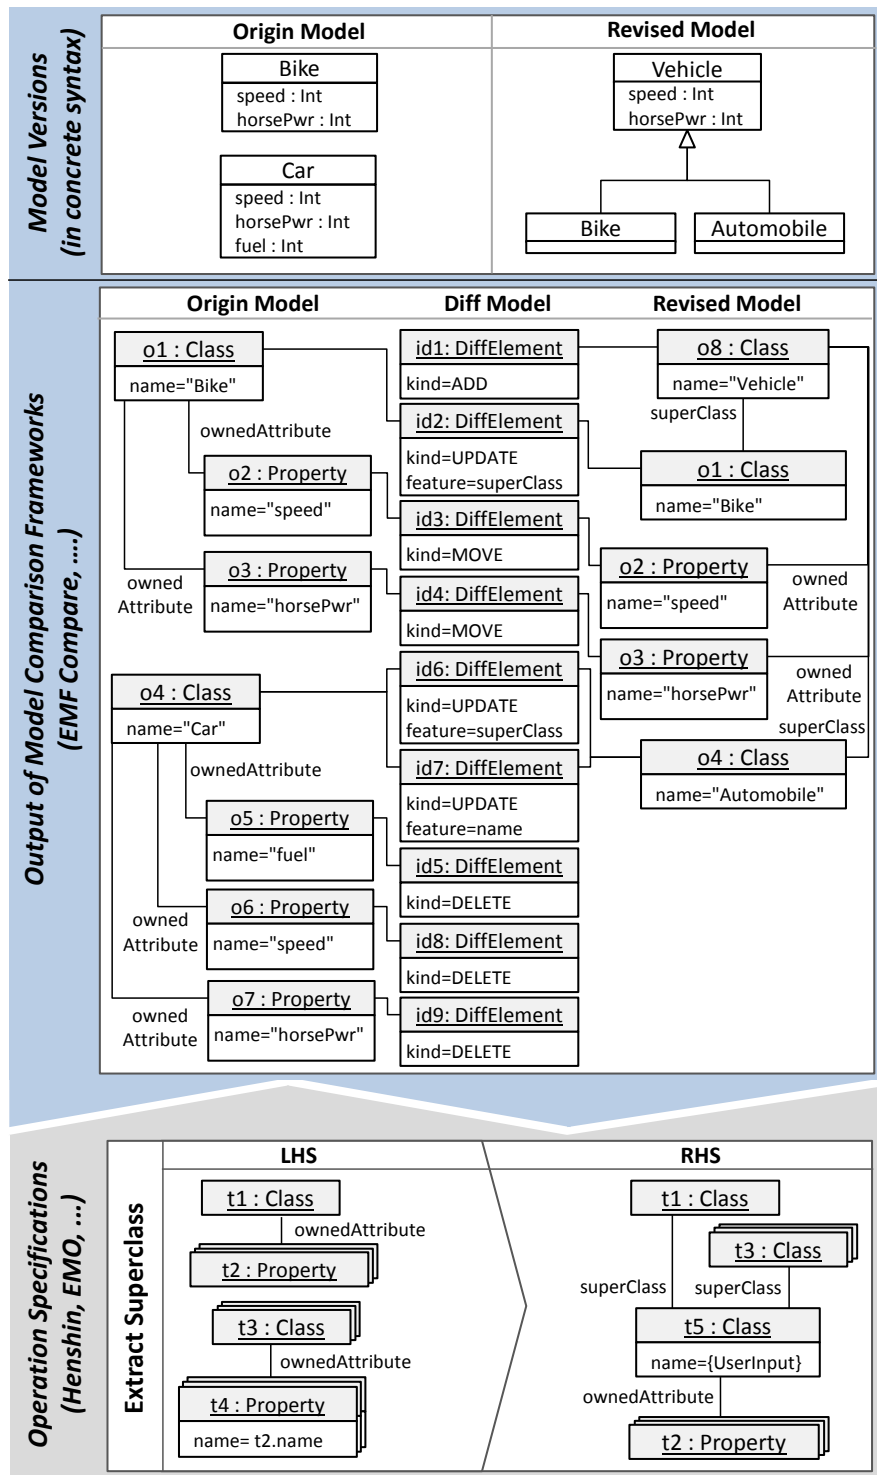 Model Versions
(in concrete syntax)
Origin Model
Revised Model
Bike
speed : Int
horsePwr : Int
Car
speed : Int
horsePwr : Int
fuel : Int
Vehicle
speed : Int
horsePwr : Int
Bike
Automobile
Output of Model Comparison Frameworks
(EMF Compare, ....)
Origin Model
Diff Model
Revised Model
o1 : Class
name="Bike"
ownedAttribute
o2 : Property
name="speed"
o3 : Property
name="horsePwr"
owned
Attribute
o4 : Class
name="Car"
ownedAttribute
o5 : Property
name="fuel"
o6 : Property
name="speed"
owned
Attribute
o7 : Property
name="horsePwr"
owned
Attribute
id1: DiffElement
kind=ADD
id2: DiffElement
kind=UPDATE
feature=superClass
id3: DiffElement
kind=MOVE
id4: DiffElement
kind=MOVE
id6: DiffElement
kind=UPDATE
feature=superClass
id7: DiffElement
kind=UPDATE
feature=name
id5: DiffElement
kind=DELETE
id8: DiffElement
kind=DELETE
id9: DiffElement
kind=DELETE
o8 : Class
name="Vehicle"
superClass
o1 : Class
name="Bike"
o2 : Property
name="speed"
owned
Attribute
o3 : Property
name="horsePwr"
owned
Attribute
superClass
o4 : Class
name="Automobile"
Operation Specifications
(Henshin, EMO, ...)
Extract Superclass
LHS
RHS
t1 : Class
ownedAttribute
t2 : Property
t3 : Class
ownedAttribute
t4 : Property
name= t2.name
t1 : Class
t3 : Class
superClass
superClass
t5 : Class
name={UserInput}
ownedAttribute
t2 : Property